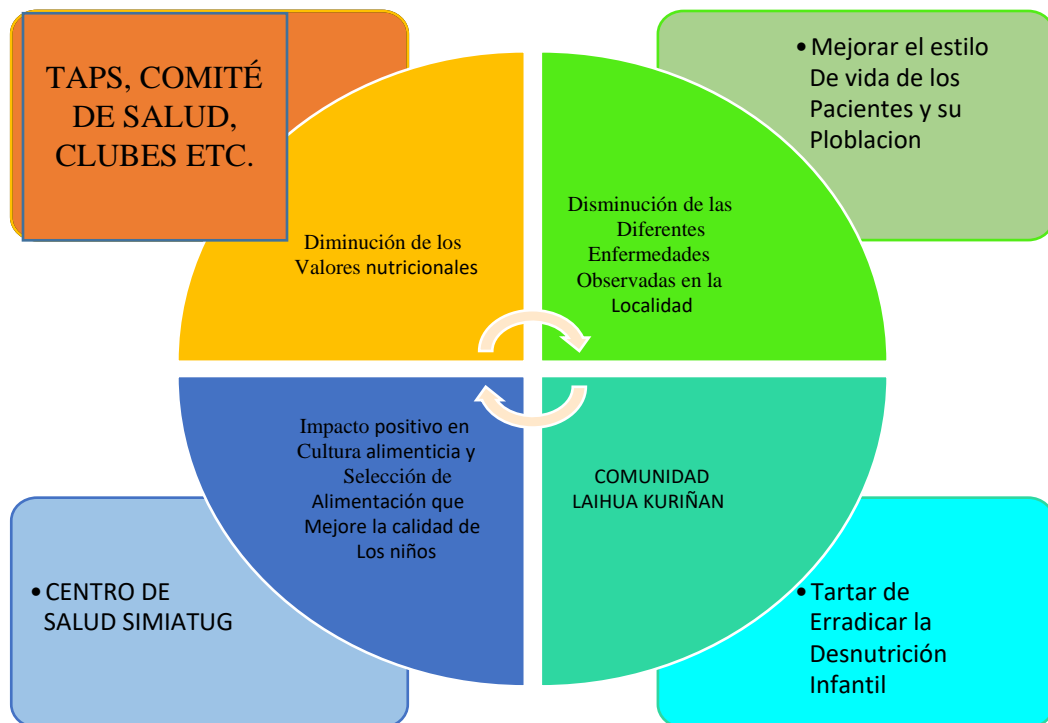 TAPS, COMITÉ
DE SALUD,
CLUBES ETC.
• Mejorar el estilo
De vida de los
Pacientes y su
Ploblacion
Diminución de los
Valores nutricionales
Disminución de las
Diferentes
Enfermedades
Observadas en la
Localidad
Impacto positivo en
Cultura alimenticia y
Selección de
Alimentación que
Mejore la calidad de
Los niños
COMUNIDAD
LAIHUA KURIÑAN
• CENTRO DE
SALUD SIMIATUG
• Tartar de
Erradicar la
Desnutrición
Infantil